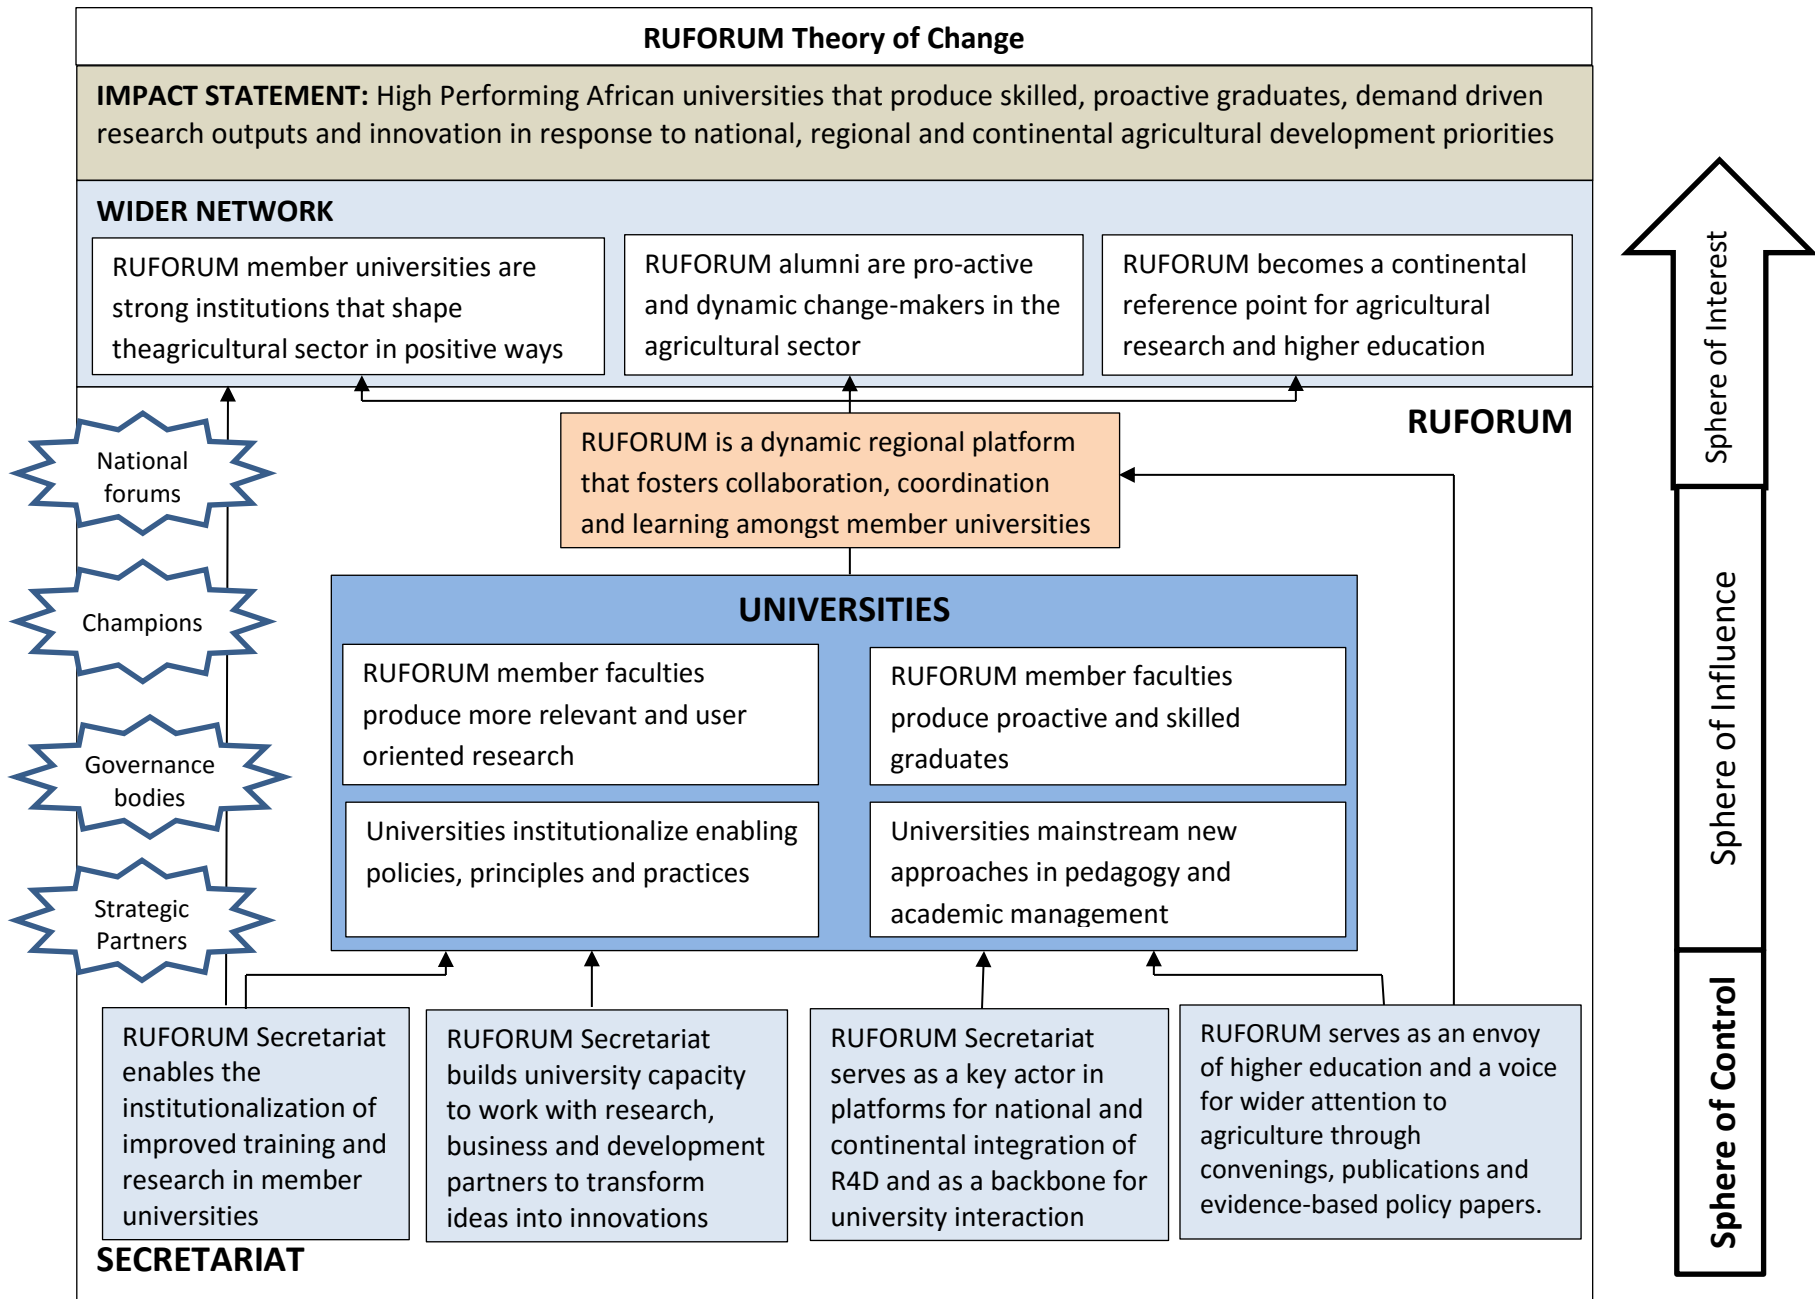 RUFORUM Theory of Change
IMPACT STATEMENT: High Performing African universities that produce skilled, proactive graduates, demand driven
research outputs and innovation in response to national, regional and continental agricultural development priorities
WIDER NETWORK
RUFORUM member universities are
strong institutions that shape
theagricultural sector in positive ways
RUFORUM alumni are pro-active
and dynamic change-makers in the
agricultural sector
RUFORUM becomes a continental
reference point for agricultural
research and higher education
RUFORUM
RUFORUM is a dynamic regional platform
that fosters collaboration, coordination
and learning amongst member universities
National
forums
Champions
Governance
bodies
Strategic
Partners
UNIVERSITIES
RUFORUM member faculties
produce more relevant and user
oriented research
RUFORUM member faculties
produce proactive and skilled
graduates
Universities institutionalize enabling
policies, principles and practices
Universities mainstream new
approaches in pedagogy and
academic management
RUFORUM Secretariat
enables the
institutionalization of
improved training and
research in member
universities
RUFORUM Secretariat
builds university capacity
to work with research,
business and development
partners to transform
ideas into innovations
RUFORUM Secretariat
serves as a key actor in
platforms for national and
continental integration of
R4D and as a backbone for
university interaction
RUFORUM serves as an envoy
of higher education and a voice
for wider attention to
agriculture through
convenings, publications and
evidence-based policy papers.
SECRETARIAT
Sphere of Interest
Sphere of Influence
Sphere of Control